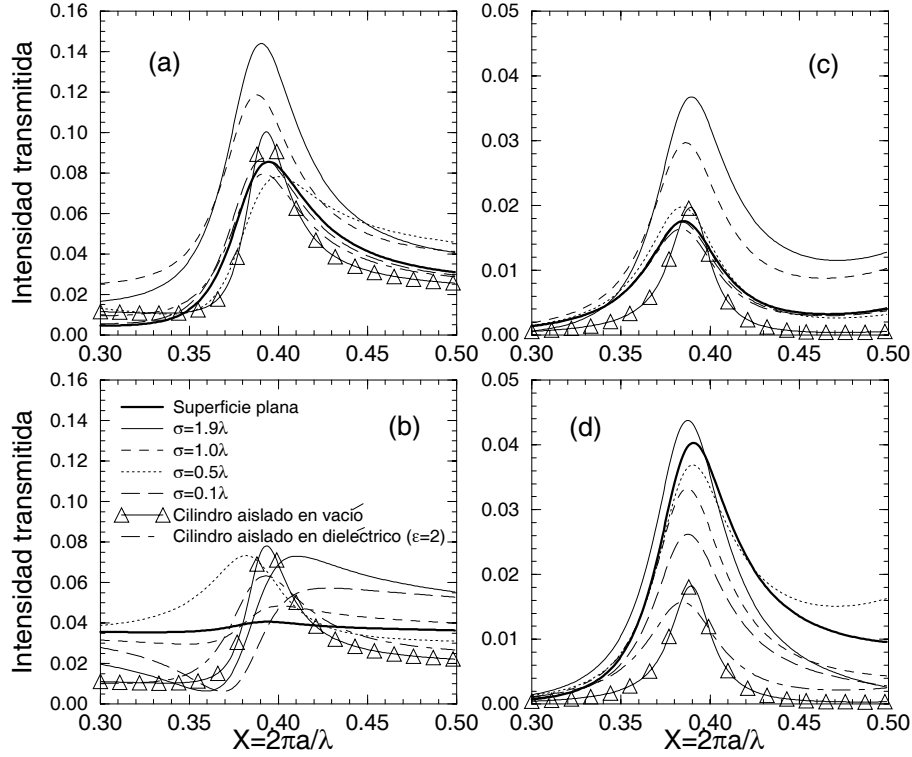 0.16
0.14
0.12
0.10
0.08
0.06
0.04
0.02
0.00
Intensidad transmitida
(a)
0.30 0.35 0.40 0.45 0.50
0.05
0.04
0.03
0.02
0.01
0.00
(c)
0.30 0.35 0.40 0.45 0.50
0.16
0.14
0.12
0.10
0.08
0.06
0.04
0.02
0.00
Intensidad transmitida
(b)
Superficie plana
σ=1.9λ
σ=1.0λ
σ=0.5λ
σ=0.1λ
Cilindro aislado en vacío
Cilindro aislado en dieléctrico (ε=2)
0.30 0.35 0.40 0.45 0.50
X=2πa/λ
0.05
0.04
0.03
0.02
0.01
0.00
(d)
0.30 0.35 0.40 0.45 0.50
X=2πa/λ